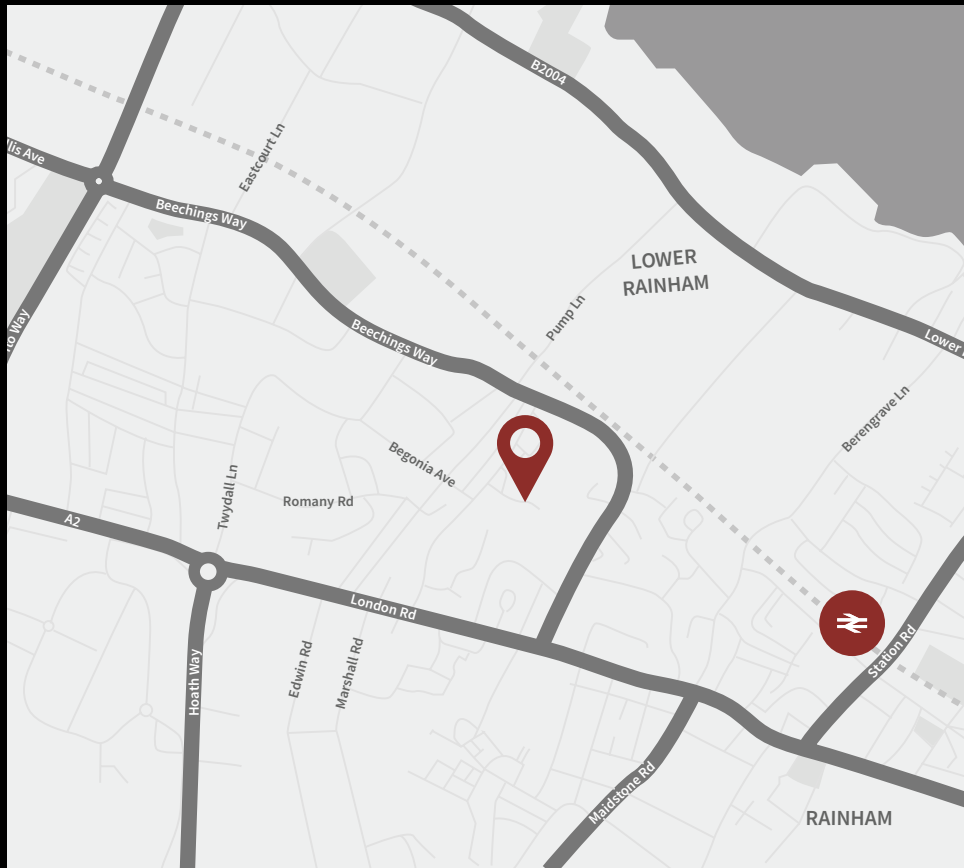 B2004
llis Ave
Eastcourt Ln
Beechings Way
LOWER
RAINHAM
Pump Ln
to Way
Beechings Way
Lower
Berengrave Ln
Begonia Ave
Twydall Ln
Romany Rd
A2
London Rd
Station Rd
Edwin Rd
Marshall Rd
Hoath Way
Maidstone Rd
RAINHAM